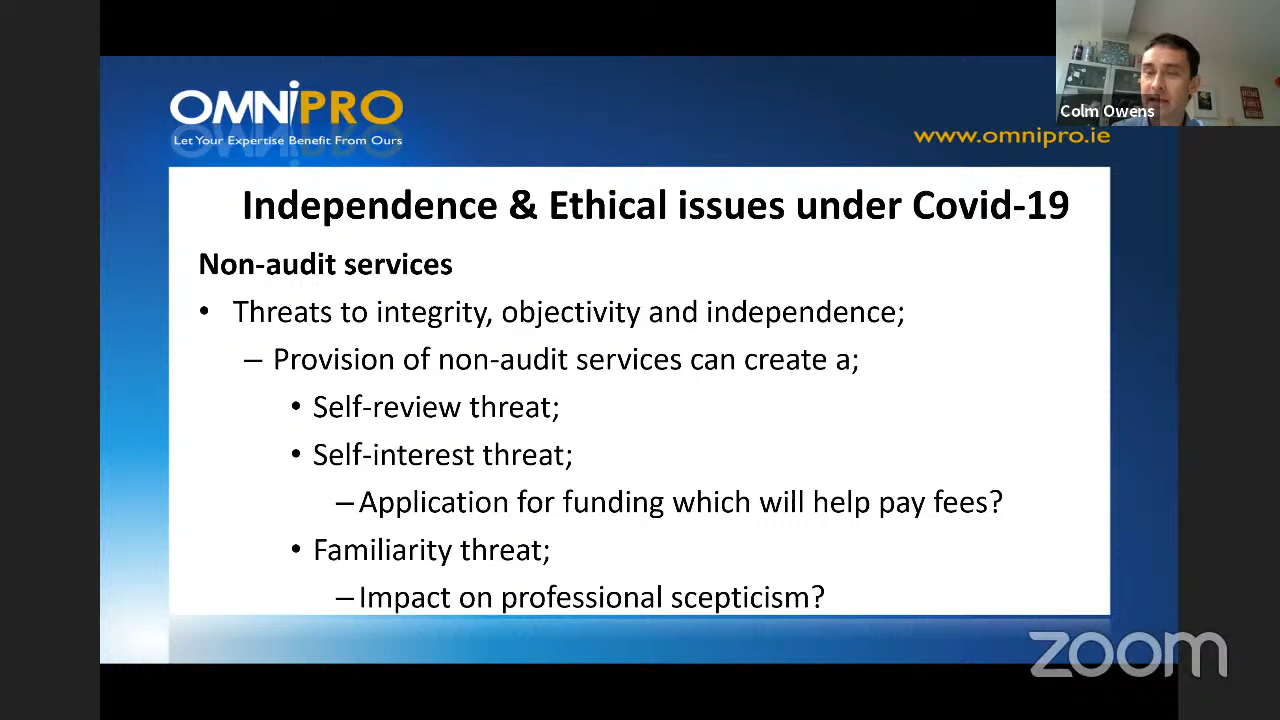 OMNiPRO
Let Your Expertise Benefit From Ours
www.omnipro.ie
Colm Owens
Independence & Ethical issues under Covid-19
Non-audit services
• Threats to integrity, objectivity and independence;
– Provision of non-audit services can create a;
• Self-review threat;
• Self-interest threat;
– Application for funding which will help pay fees?
• Familiarity threat;
– Impact on professional scepticism?
zoom